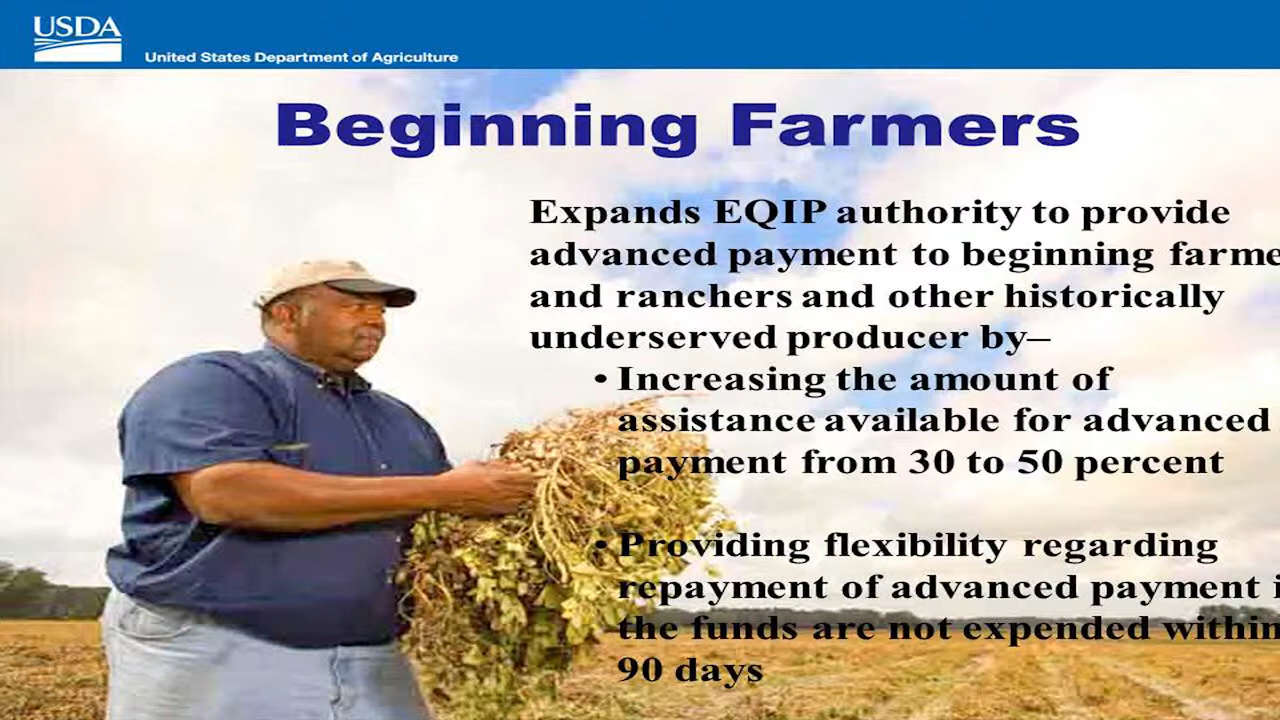 USDA
United States Department of Agriculture
Beginning Farmers
Expands EQIP authority to provide
advanced payment to beginning farme
and ranchers and other historically
underserved producer by–
• Increasing the amount of
assistance available for advanced
payment from 30 to 50 percent
• Providing flexibility regarding
repayment of advanced payment i
the funds are not expended within
90 days